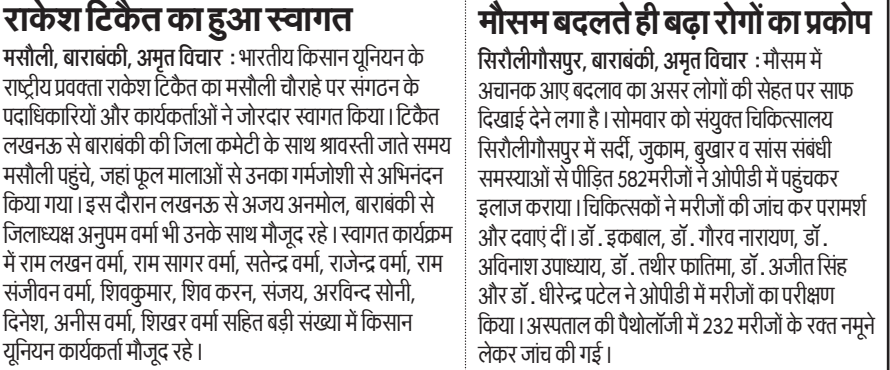 राकेश टिकैत का हुआ स्वागत
मसौली, बाराबंकी, अमृत विचार : भारतीय किसान यूनियन के
राष्ट्रीय प्रवक्ता राकेश टिकैत का मसौली चौराहे पर संगठन के
पदाधिकारियों और कार्यकर्ताओं ने जोरदार स्वागत किया। टिकैत
लखनऊ से बाराबंकी की जिला कमेटी के साथ श्रावस्ती जाते समय
मसौली पहुंचे, जहां फूल मालाओं से उनका गर्मजोशी से अभिनंदन
किया गया। इस दौरान लखनऊ से अजय अनमोल, बाराबंकी से
जिलाध्यक्ष अनुपम वर्मा भी उनके साथ मौजूद रहे। स्वागत कार्यक्रम
में राम लखन वर्मा, राम सागर वर्मा, सतेन्द्र वर्मा, राजेन्द्र वर्मा, राम
संजीवन वर्मा, शिवकुमार, शिव करन, संजय, अरविन्द सोनी,
दिनेश, अनीस वर्मा, शिखर वर्मा सहित बड़ी संख्या में किसान
यूनियन कार्यकर्ता मौजूद रहे।
मौसम बदलते ही बढ़ा रोगों का प्रकोप
सिरौलीगौसपुर, बाराबंकी, अमृत विचार : मौसम में
अचानक आए बदलाव का असर लोगों की सेहत पर साफ
दिखाई देने लगा है। सोमवार को संयुक्त चिकित्सालय
सिरौलीगौसपुर में सर्दी, जुकाम, बुखार व सांस संबंधी
समस्याओं से पीड़ित 582मरीजों ने ओपीडी में पहुंचकर
इलाज कराया। चिकित्सकों ने मरीजों की जांच कर परामर्श
और दवाएं दीं। डॉ. इकबाल, डॉ. गौरव नारायण, डॉ.
अविनाश उपाध्याय, डॉ. तथीर फातिमा, डॉ. अजीत सिंह
और डॉ. धीरेन्द्र पटेल ने ओपीडी में मरीजों का परीक्षण
किया। अस्पताल की पैथोलॉजी में 232 मरीजों के रक्त नमूने
लेकर जांच की गई।